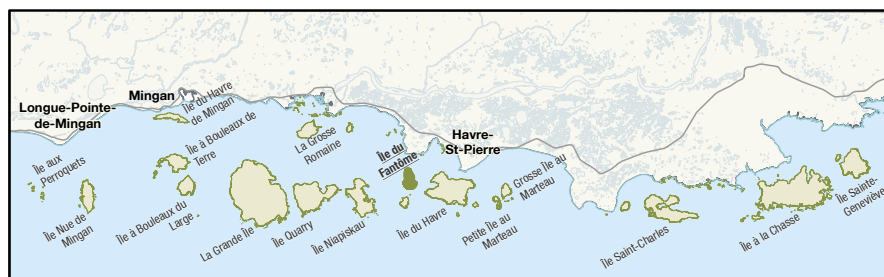 Longue-Pointe-
de-Mingan
Mingan
Île du Havre
de Mingan
Île à Bouleaux de
Terre
La Grosse
Romaine
Île du
Fantôme
Havre-
St-Pierre
Île aux
Perroquets
Île Nue de
Mingan
Île à Bouleaux du
Large
La Grande Île
Île Quarry
Île Niapiskau
Île du Havre
Petite Île au
Marteau
Grosse Île au
Marteau
Île Saint-Charles
Île à la Chasse
Île Sainte-
Geneviève